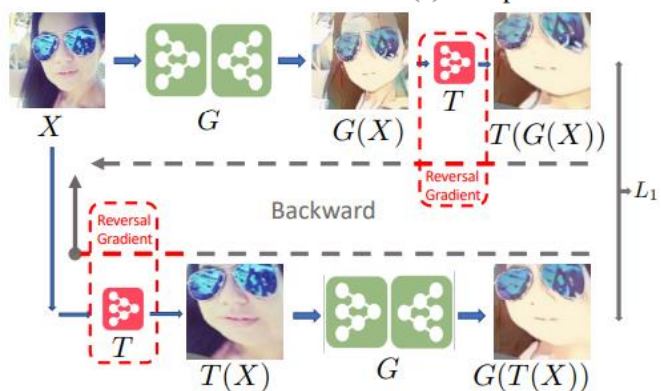 X
G
G(X)
T
T(G(X))
Reversal
Gradient
L₁
Backward
Reversal
Gradient
T
T(X)
G
G(T(X))